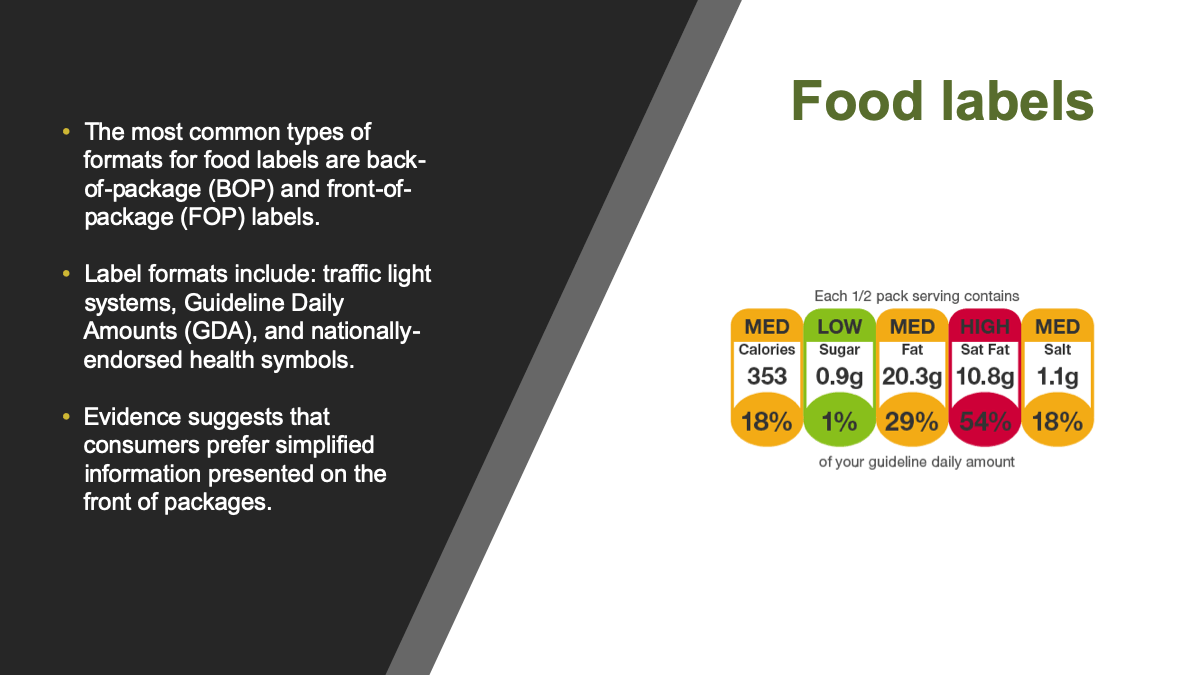 Food labels
• The most common types of
formats for food labels are back-
of-package (BOP) and front-of-
package (FOP) labels.
• Label formats include: traffic light
systems, Guideline Daily
Amounts (GDA), and nationally-
endorsed health symbols.
• Evidence suggests that
consumers prefer simplified
information presented on the
front of packages.
Each 1/2 pack serving contains
MED LOW MED HIGH MED
Calories Sugar Fat Sat Fat Salt
353 0.9g 20.3g 10.8g 1.1g
18% 1% 29% 54% 18%
of your guideline daily amount